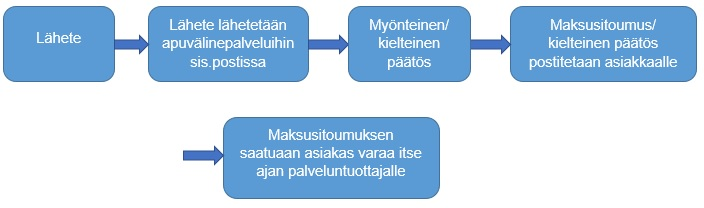 Lähete
Lähete lähetetään
apuvälinepalveluihin
sis.postissa
Myönteinen/
kielteinen
päätös
Maksusitoumus/
kielteinen päätös
postitetaan asiakkaalle
Maksusitoumuksen
saatuaan asiakas varaa itse
ajan palveluntuottajalle